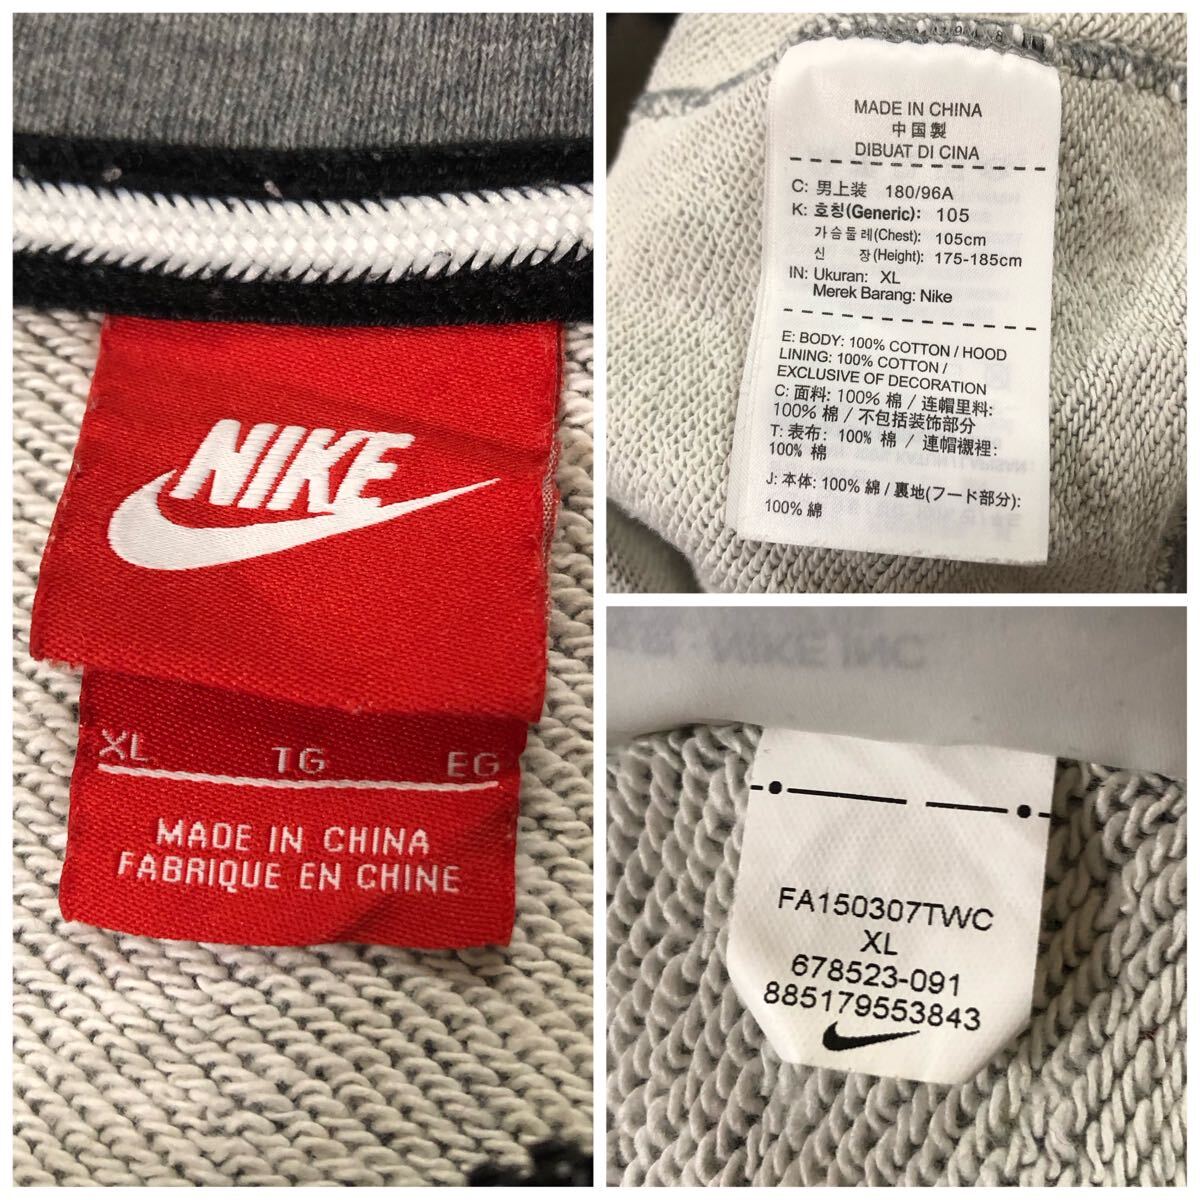 NIKE
XL TG EG
MADE IN CHINA
FABRIQUE EN CHINE
MADE IN CHINA
中国製
DIBUAT DI CINA
C: 男上装 180/96A
K: 호칭(Generic): 105
가슴둘레(Chest): 105cm
신 장(Height): 175-185cm
IN: Ukuran: XL
Merek Barang: Nike
E: BODY: 100% COTTON / HOOD
LINING: 100% COTTON /
EXCLUSIVE OF DECORATION
C: 面料: 100% 棉 / 连帽里料:
100% 棉 / 不包括装饰部分
T: 表布: 100% 棉 / 連帽襯裡:
100% 棉
J: 本体: 100% 綿 / 裏地(フード部分):
100% 綿
NIKE INC
FA150307TWC
XL
678523-091
885179553843